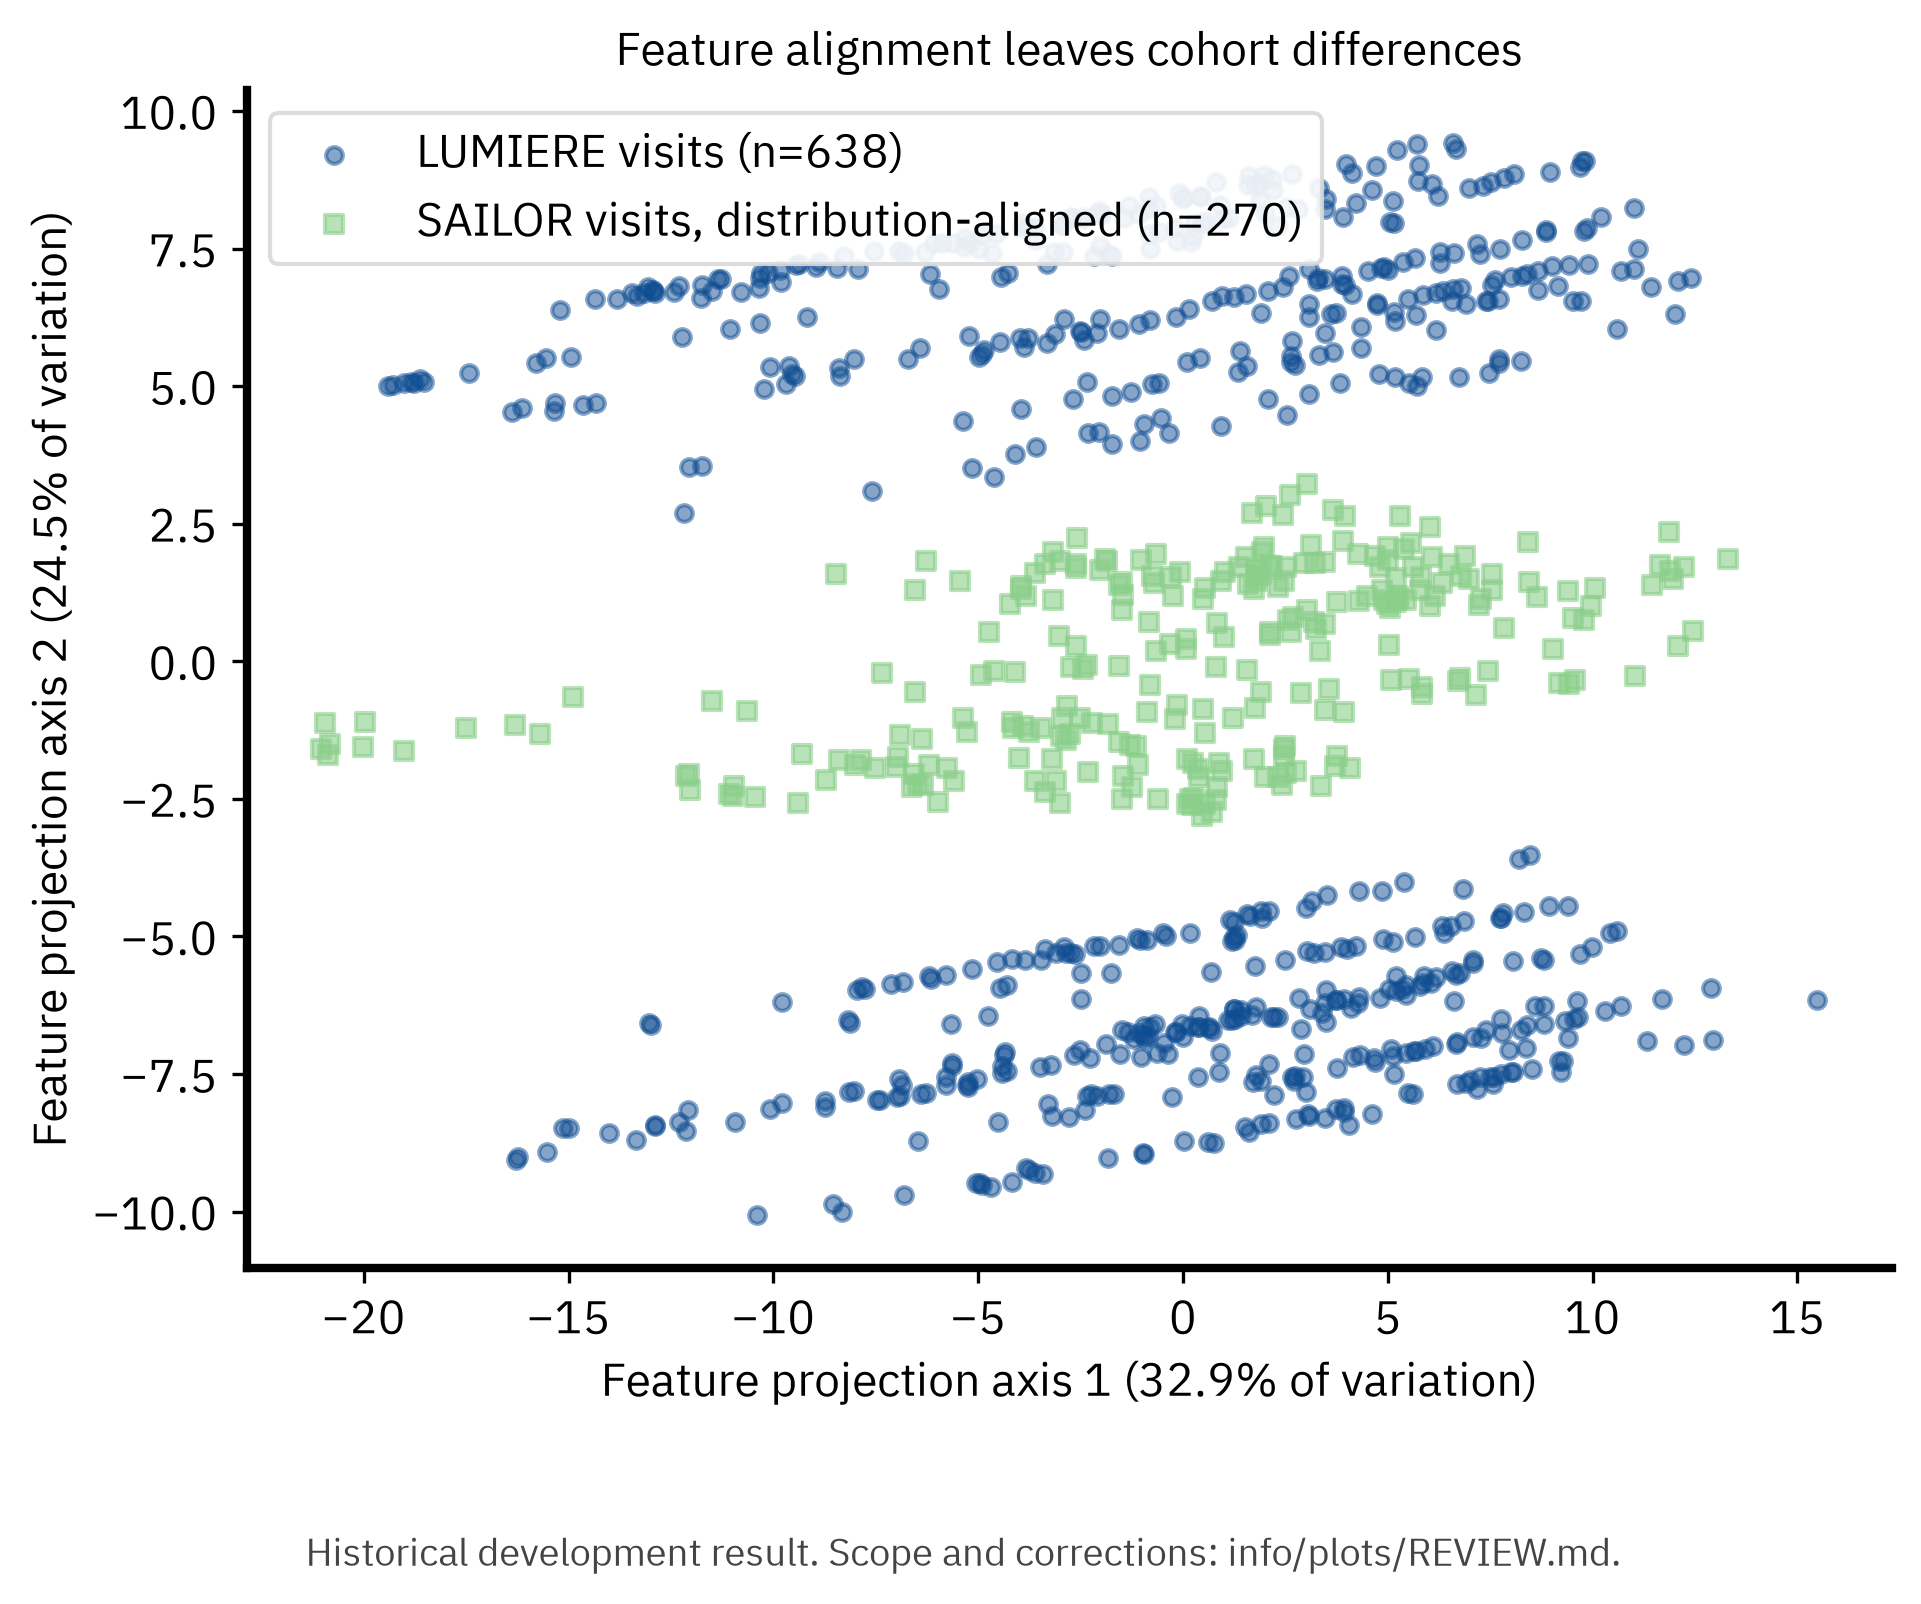 Feature alignment leaves cohort differences
LUMIERE visits (n=638)
SAILOR visits, distribution-aligned (n=270)
Feature projection axis 2 (24.5% of variation)
10.0
7.5
5.0
2.5
0.0
−2.5
−5.0
−7.5
−10.0
−20
−15
−10
−5
0
5
10
15
Feature projection axis 1 (32.9% of variation)
Historical development result. Scope and corrections: info/plots/REVIEW.md.